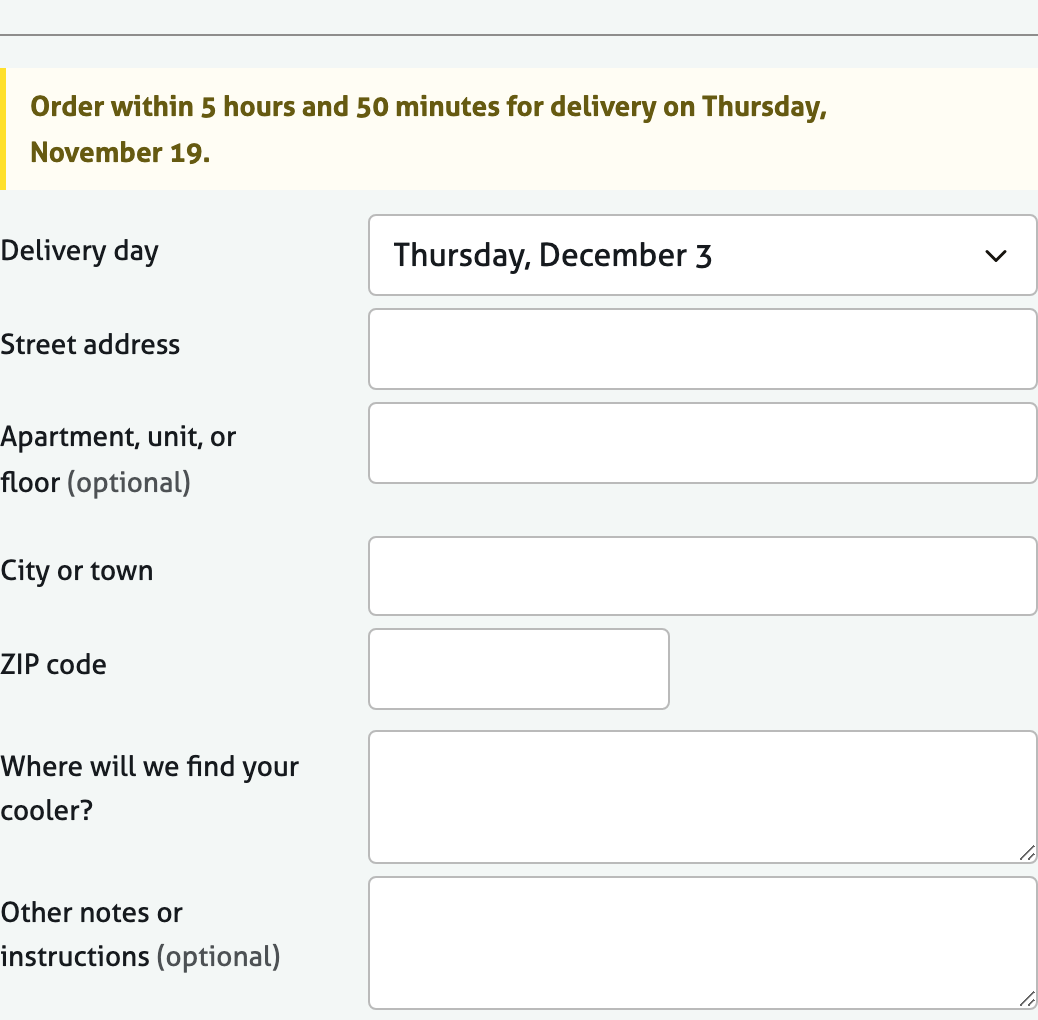 Order within 5 hours and 50 minutes for delivery on Thursday,
November 19.
Delivery day
Thursday, December 3
Street address
Apartment, unit, or
floor (optional)
City or town
ZIP code
Where will we find your
cooler?
Other notes or
instructions (optional)